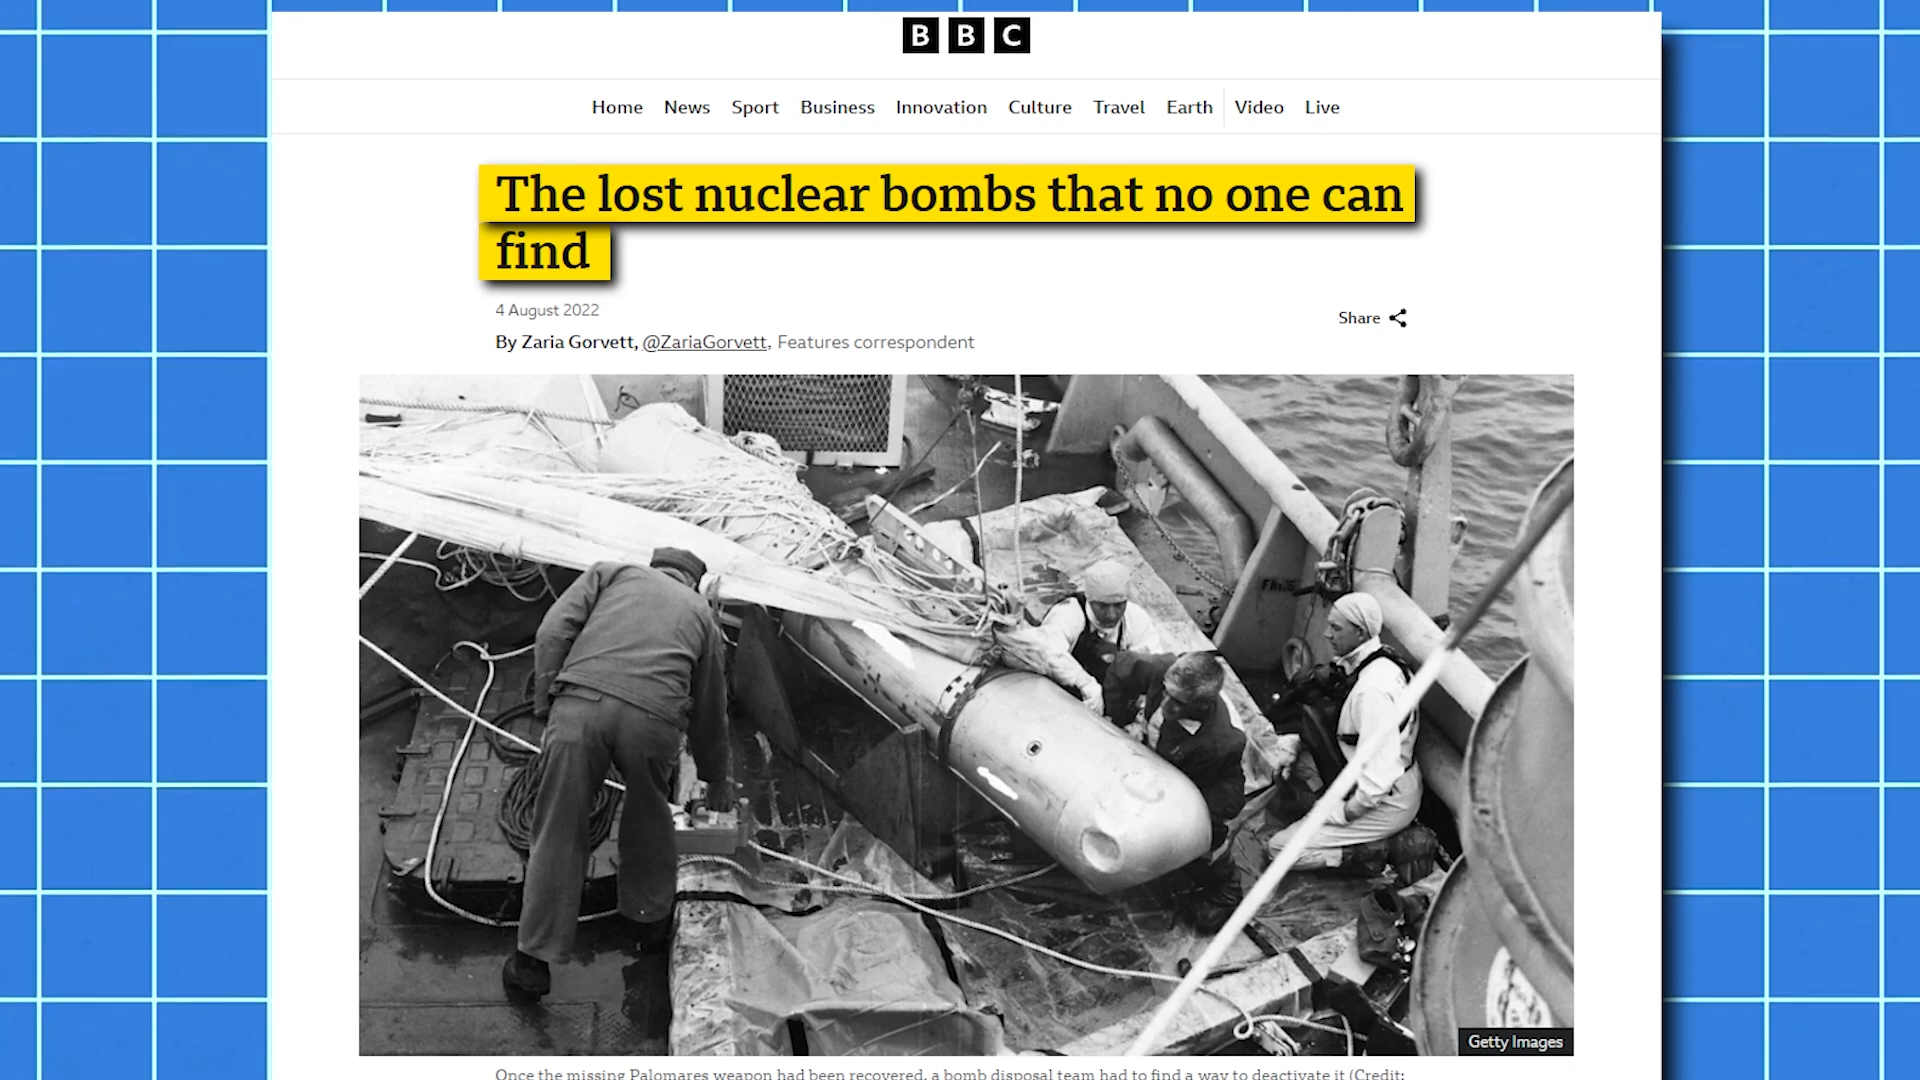 BBC
Home News Sport Business Innovation Culture Travel Earth Video Live
The lost nuclear bombs that no one can
find
4 August 2022
Share
By Zaria Gorvett, @ZariaGorvett, Features correspondent
Getty Images
Once the missing Palomares weapon had been recovered, a bomb disposal team had to find a way to deactivate it (Credit: